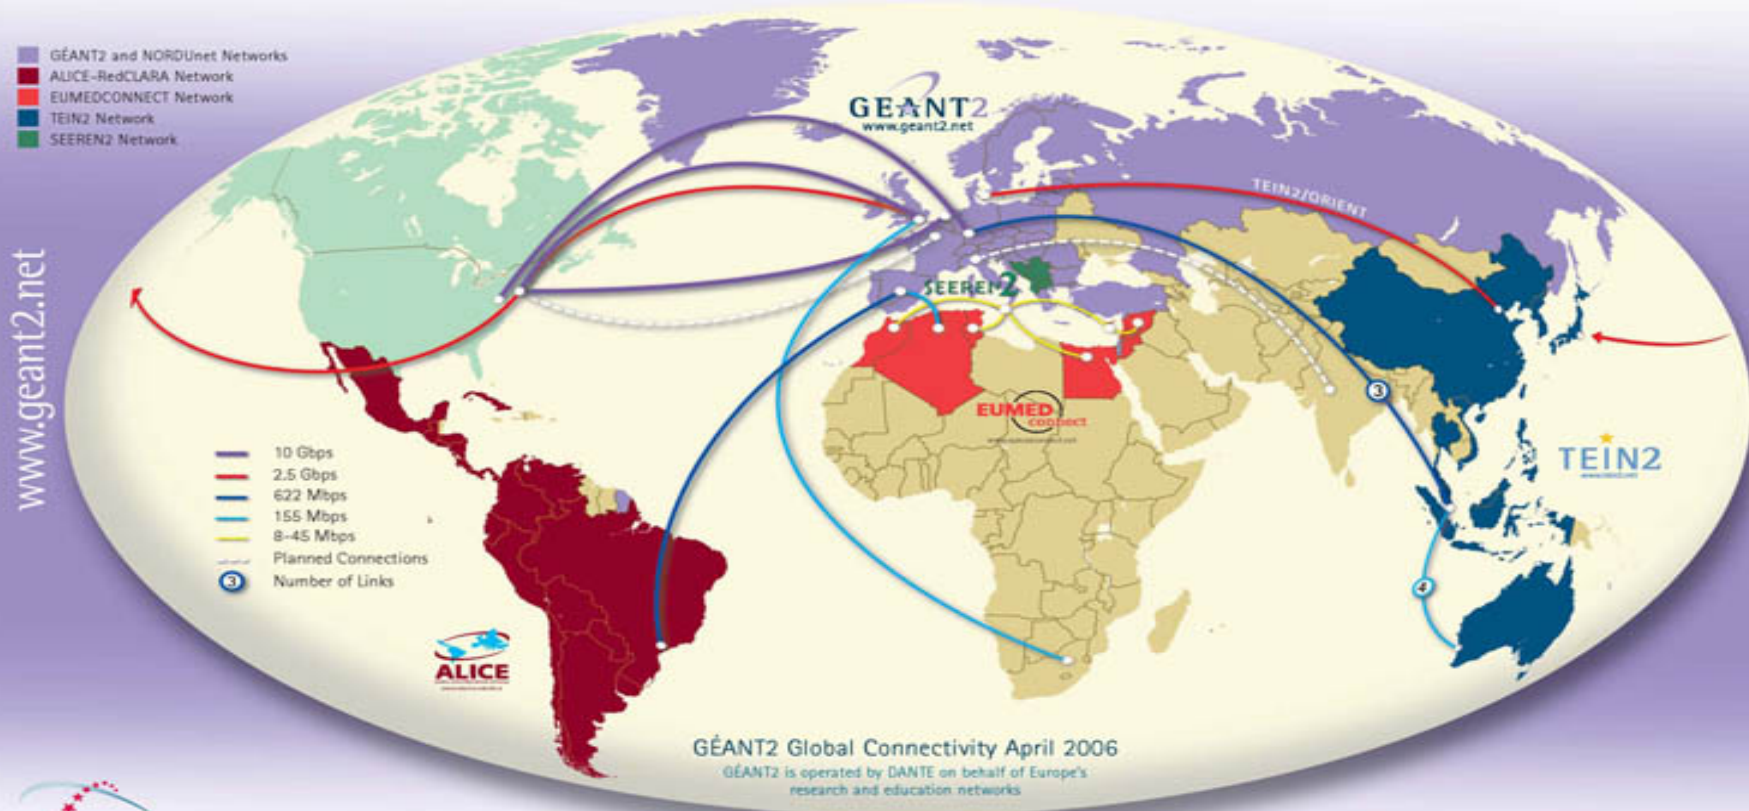 GÉANT2 and NORDUnet Networks
ALICE-RedCLARA Network
EUMEDCONNECT Network
TEIN2 Network
SEEREN2 Network
www.geant2.net
GEANT2
www.geant2.net
TEIN2/ORIENT
SEEREN2
EUMED
connect
3
TEIN2
4
10 Gbps
2.5 Gbps
622 Mbps
155 Mbps
8-45 Mbps
Planned Connections
3 Number of Links
ALICE
GÉANT2 Global Connectivity April 2006
GÉANT2 is operated by DANTE on behalf of Europe's
research and education networks